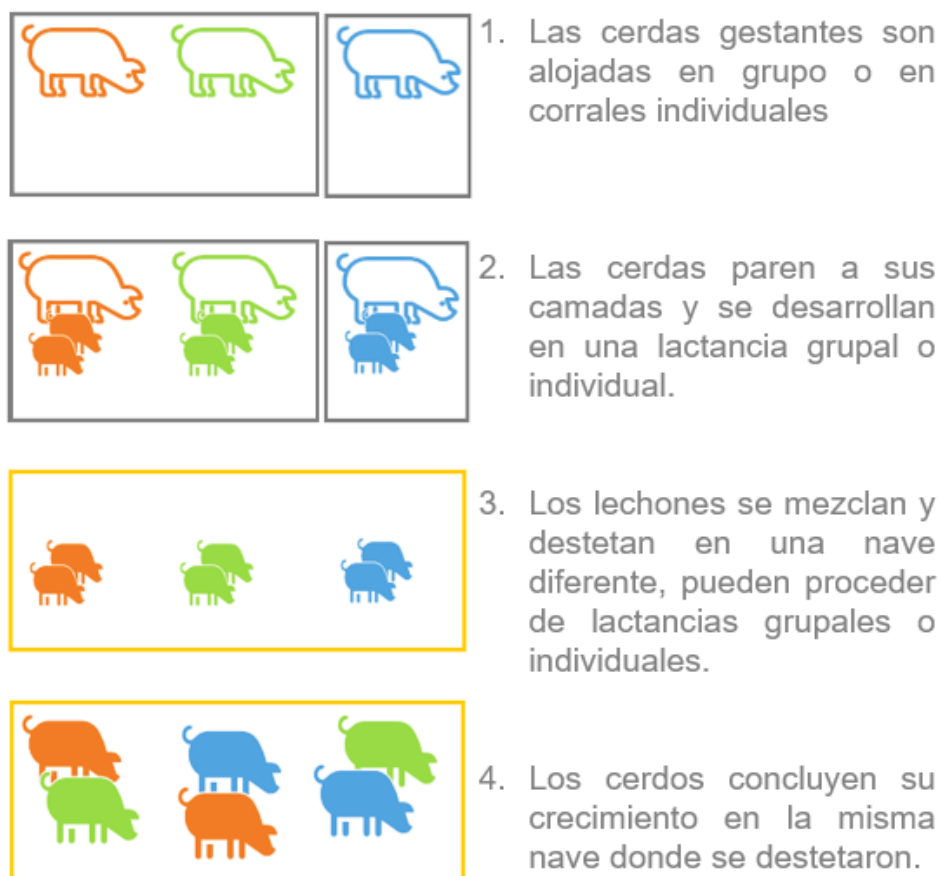 1. Las cerdas gestantes son
alojadas en grupo o en
corrales individuales
2. Las cerdas paren a sus
camadas y se desarrollan
en una lactancia grupal o
individual.
3. Los lechones se mezclan y
destetan en una nave
diferente, pueden proceder
de lactancias grupales o
individuales.
4. Los cerdos concluyen su
crecimiento en la misma
nave donde se destetaron.